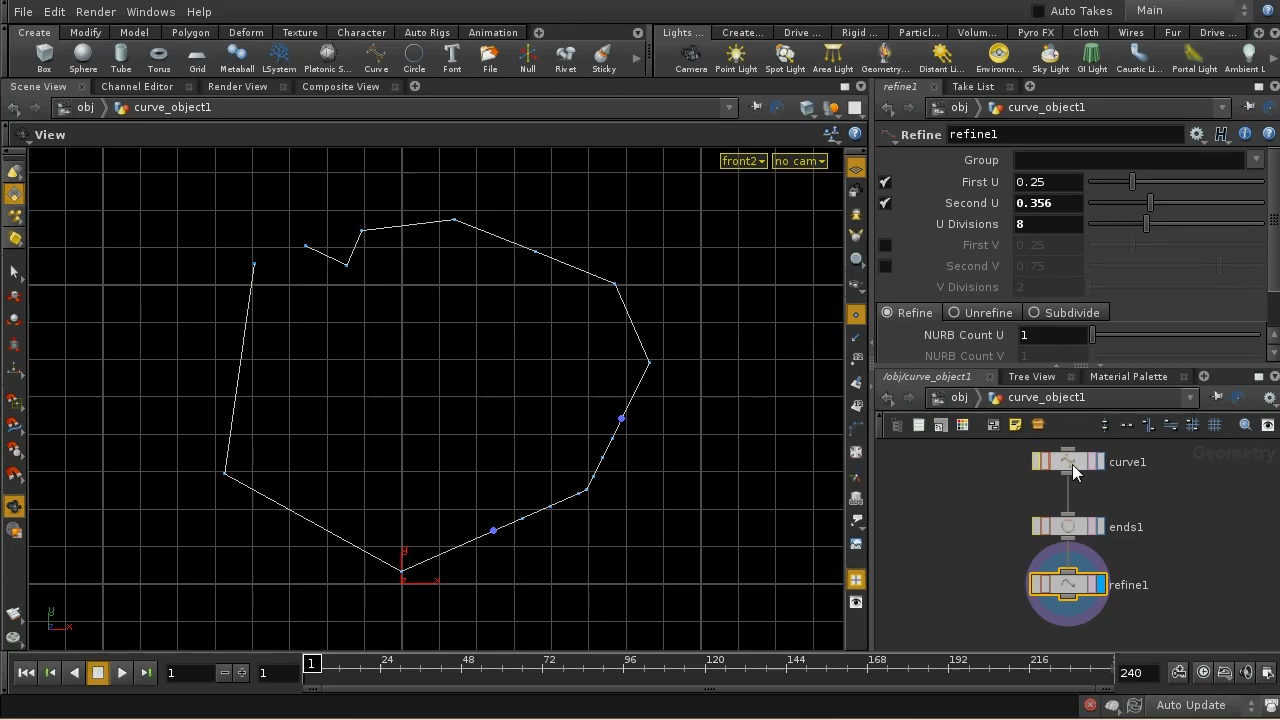 File Edit Render Windows Help Auto Takes Main
Create Modify Model Polygon Deform Texture Character Auto Rigs Animation Lights ... Create... Drive ... Rigid ... Particl... Volum... Pyro FX Cloth Wires Fur Drive ...
Box Sphere Tube Torus Grid Metaball LSystem Platonic S... Curve Circle Font File Null Rivet Sticky Camera Point Light Spot Light Area Light Geometry... Distant Li... Environm... Sky Light GI Light Caustic Li... Portal Light Ambient L
Scene View Channel Editor Render View Composite View refine1 Take List
obj curve_object1 obj curve_object1
View Refine refine1
front2 no cam
Group
First U 0.25
Second U 0.356
U Divisions 8
First V 0.25
Second V 0.75
V Divisions 2
Refine Unrefine Subdivide
NURB Count U 1
NURB Count V 1
/obj/curve_object1 Tree View Material Palette
obj curve_object1
Geometry
curve1
ends1
refine1
y
z x
y
z x
1 1 1 24 48 72 96 120 144 168 192 216 240
Auto Update